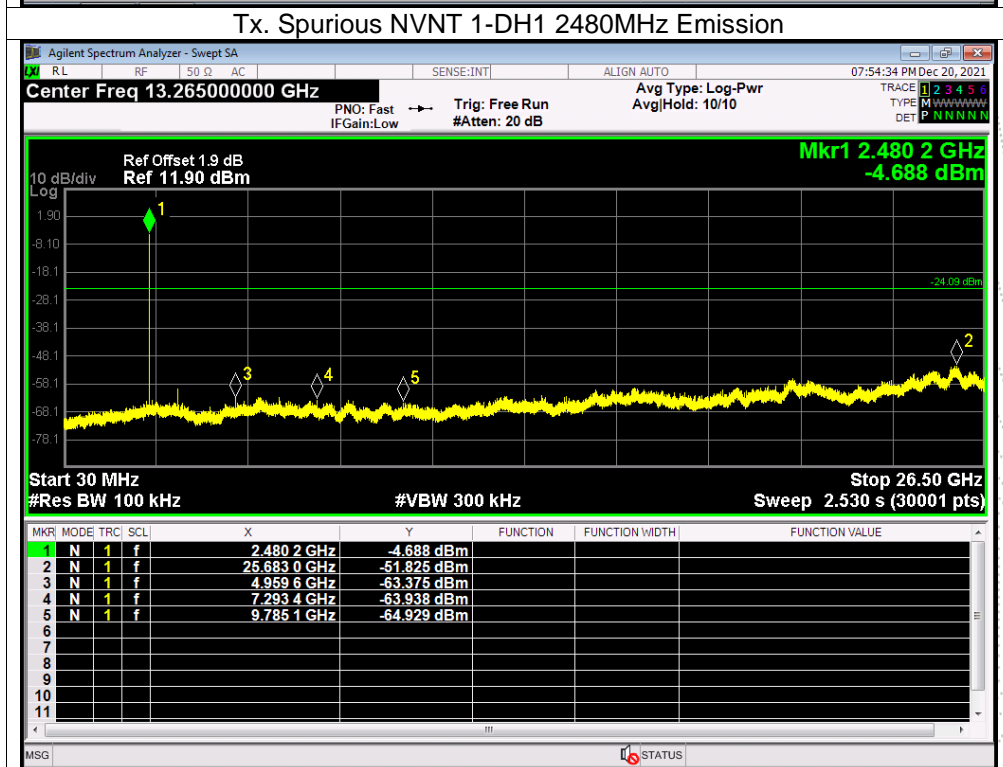 Tx. Spurious NVNT 1-DH1 2480MHz Emission
Agilent Spectrum Analyzer - Swept SA
LXI RL RF 50 Ω AC SENSE:INT ALIGN AUTO 07:54:34 PM Dec 20, 2021
Center Freq 13.265000000 GHz Avg Type: Log-Pwr TRACE 1 2 3 4 5 6
PNO: Fast Trig: Free Run Avg|Hold: 10/10 TYPE M WWWWW
IFGain:Low #Atten: 20 dB DET P N N N N N
Mkr1 2.480 2 GHz
Ref Offset 1.9 dB
10 dB/div Ref 11.90 dBm -4.688 dBm
Log
1
1.90
-8.10
-18.1
-24.09 dBm
-28.1
-38.1
2
-48.1
3 4 5
-58.1
-68.1
-78.1
Start 30 MHz Stop 26.50 GHz
#Res BW 100 kHz #VBW 300 kHz Sweep 2.530 s (30001 pts)
MKR MODE TRC SCL X Y FUNCTION FUNCTION WIDTH FUNCTION VALUE
1 N 1 f 2.480 2 GHz -4.688 dBm
2 N 1 f 25.683 0 GHz -51.825 dBm
3 N 1 f 4.959 6 GHz -63.375 dBm
4 N 1 f 7.293 4 GHz -63.938 dBm
5 N 1 f 9.785 1 GHz -64.929 dBm
6
7
8
9
10
11
MSG STATUS